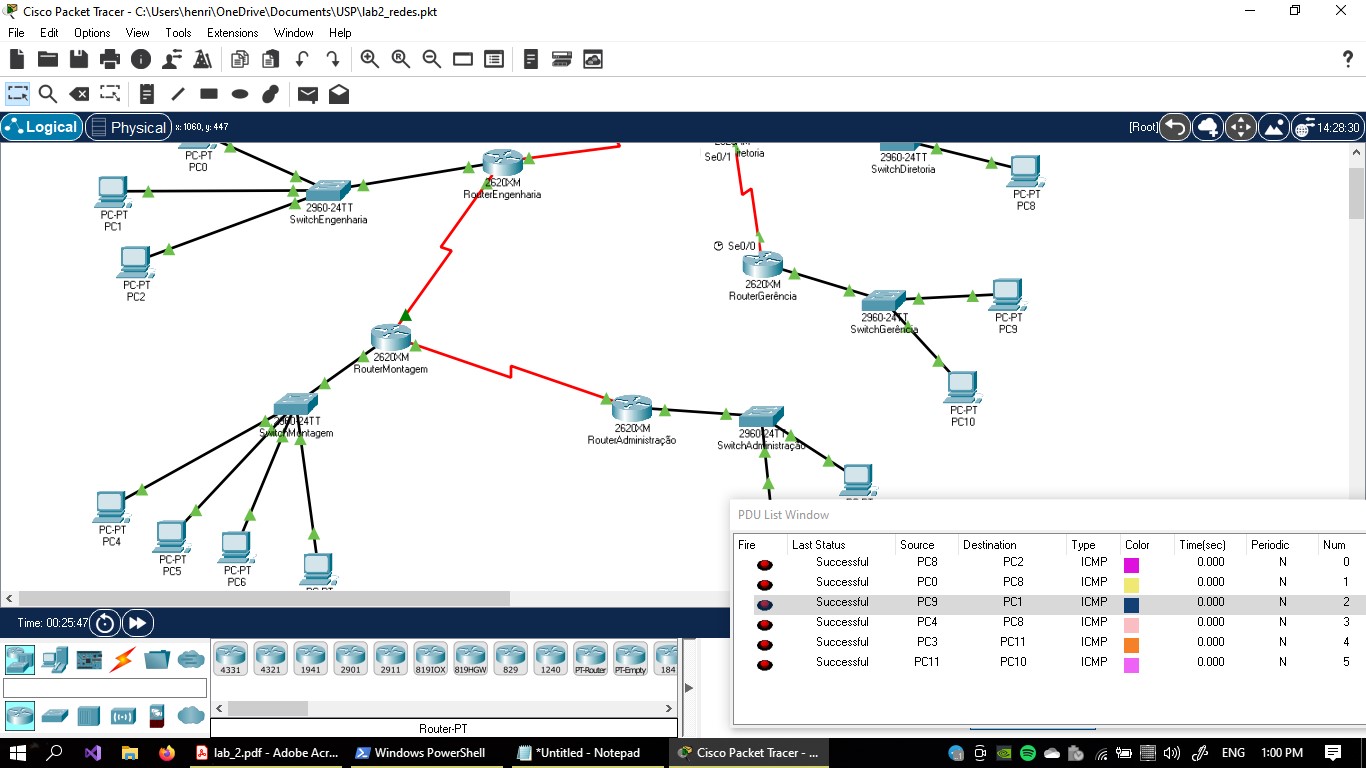 Cisco Packet Tracer - C:\Users\henri\OneDrive\Documents\USP\lab2_redes.pkt
File Edit Options View Tools Extensions Window Help
Logical Physical x: 1060, y: 447 [Root] 14:28:30
PC-PT
PC0
PC-PT
PC1
PC-PT
PC2
2960-24TT
SwitchEngenharia
2620XM
RouterEngenharia
Se0/1
2960-24TT
SwitchDiretoria
PC-PT
PC8
Se0/0
2620XM
RouterGerência
2960-24TT
SwitchGerência
PC-PT
PC9
PC-PT
PC10
2620XM
RouterMontagem
2960-24TT
SwitchMontagem
2620XM
RouterAdministração
2960-24TT
SwitchAdministração
PC-PT
PC4
PC-PT
PC5
PC-PT
PC6
PDU List Window
Fire Last Status Source Destination Type Color Time(sec) Periodic Num
Successful PC8 PC2 ICMP 0.000 N 0
Successful PC0 PC8 ICMP 0.000 N 1
Successful PC9 PC1 ICMP 0.000 N 2
Successful PC4 PC8 ICMP 0.000 N 3
Successful PC3 PC11 ICMP 0.000 N 4
Successful PC11 PC10 ICMP 0.000 N 5
Time: 00:25:47
4331 4321 1941 2901 2911 819IOX 819HGW 829 1240 PT-Router PT-Empty 184
Router-PT
lab_2.pdf - Adobe Acr... Windows PowerShell *Untitled - Notepad Cisco Packet Tracer - ... ENG 1:00 PM